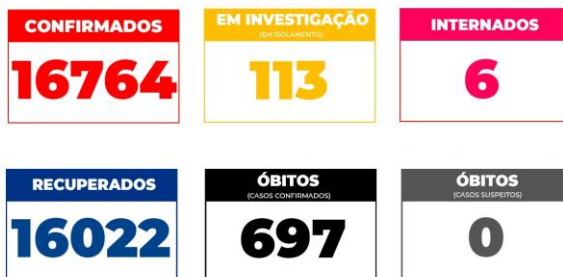 CONFIRMADOS
16764
EM INVESTIGAÇÃO
(EM ISOLAMENTO)
113
INTERNADOS
6
RECUPERADOS
16022
ÓBITOS
(CASOS CONFIRMADOS)
697
ÓBITOS
(CASOS SUSPEITOS)
0